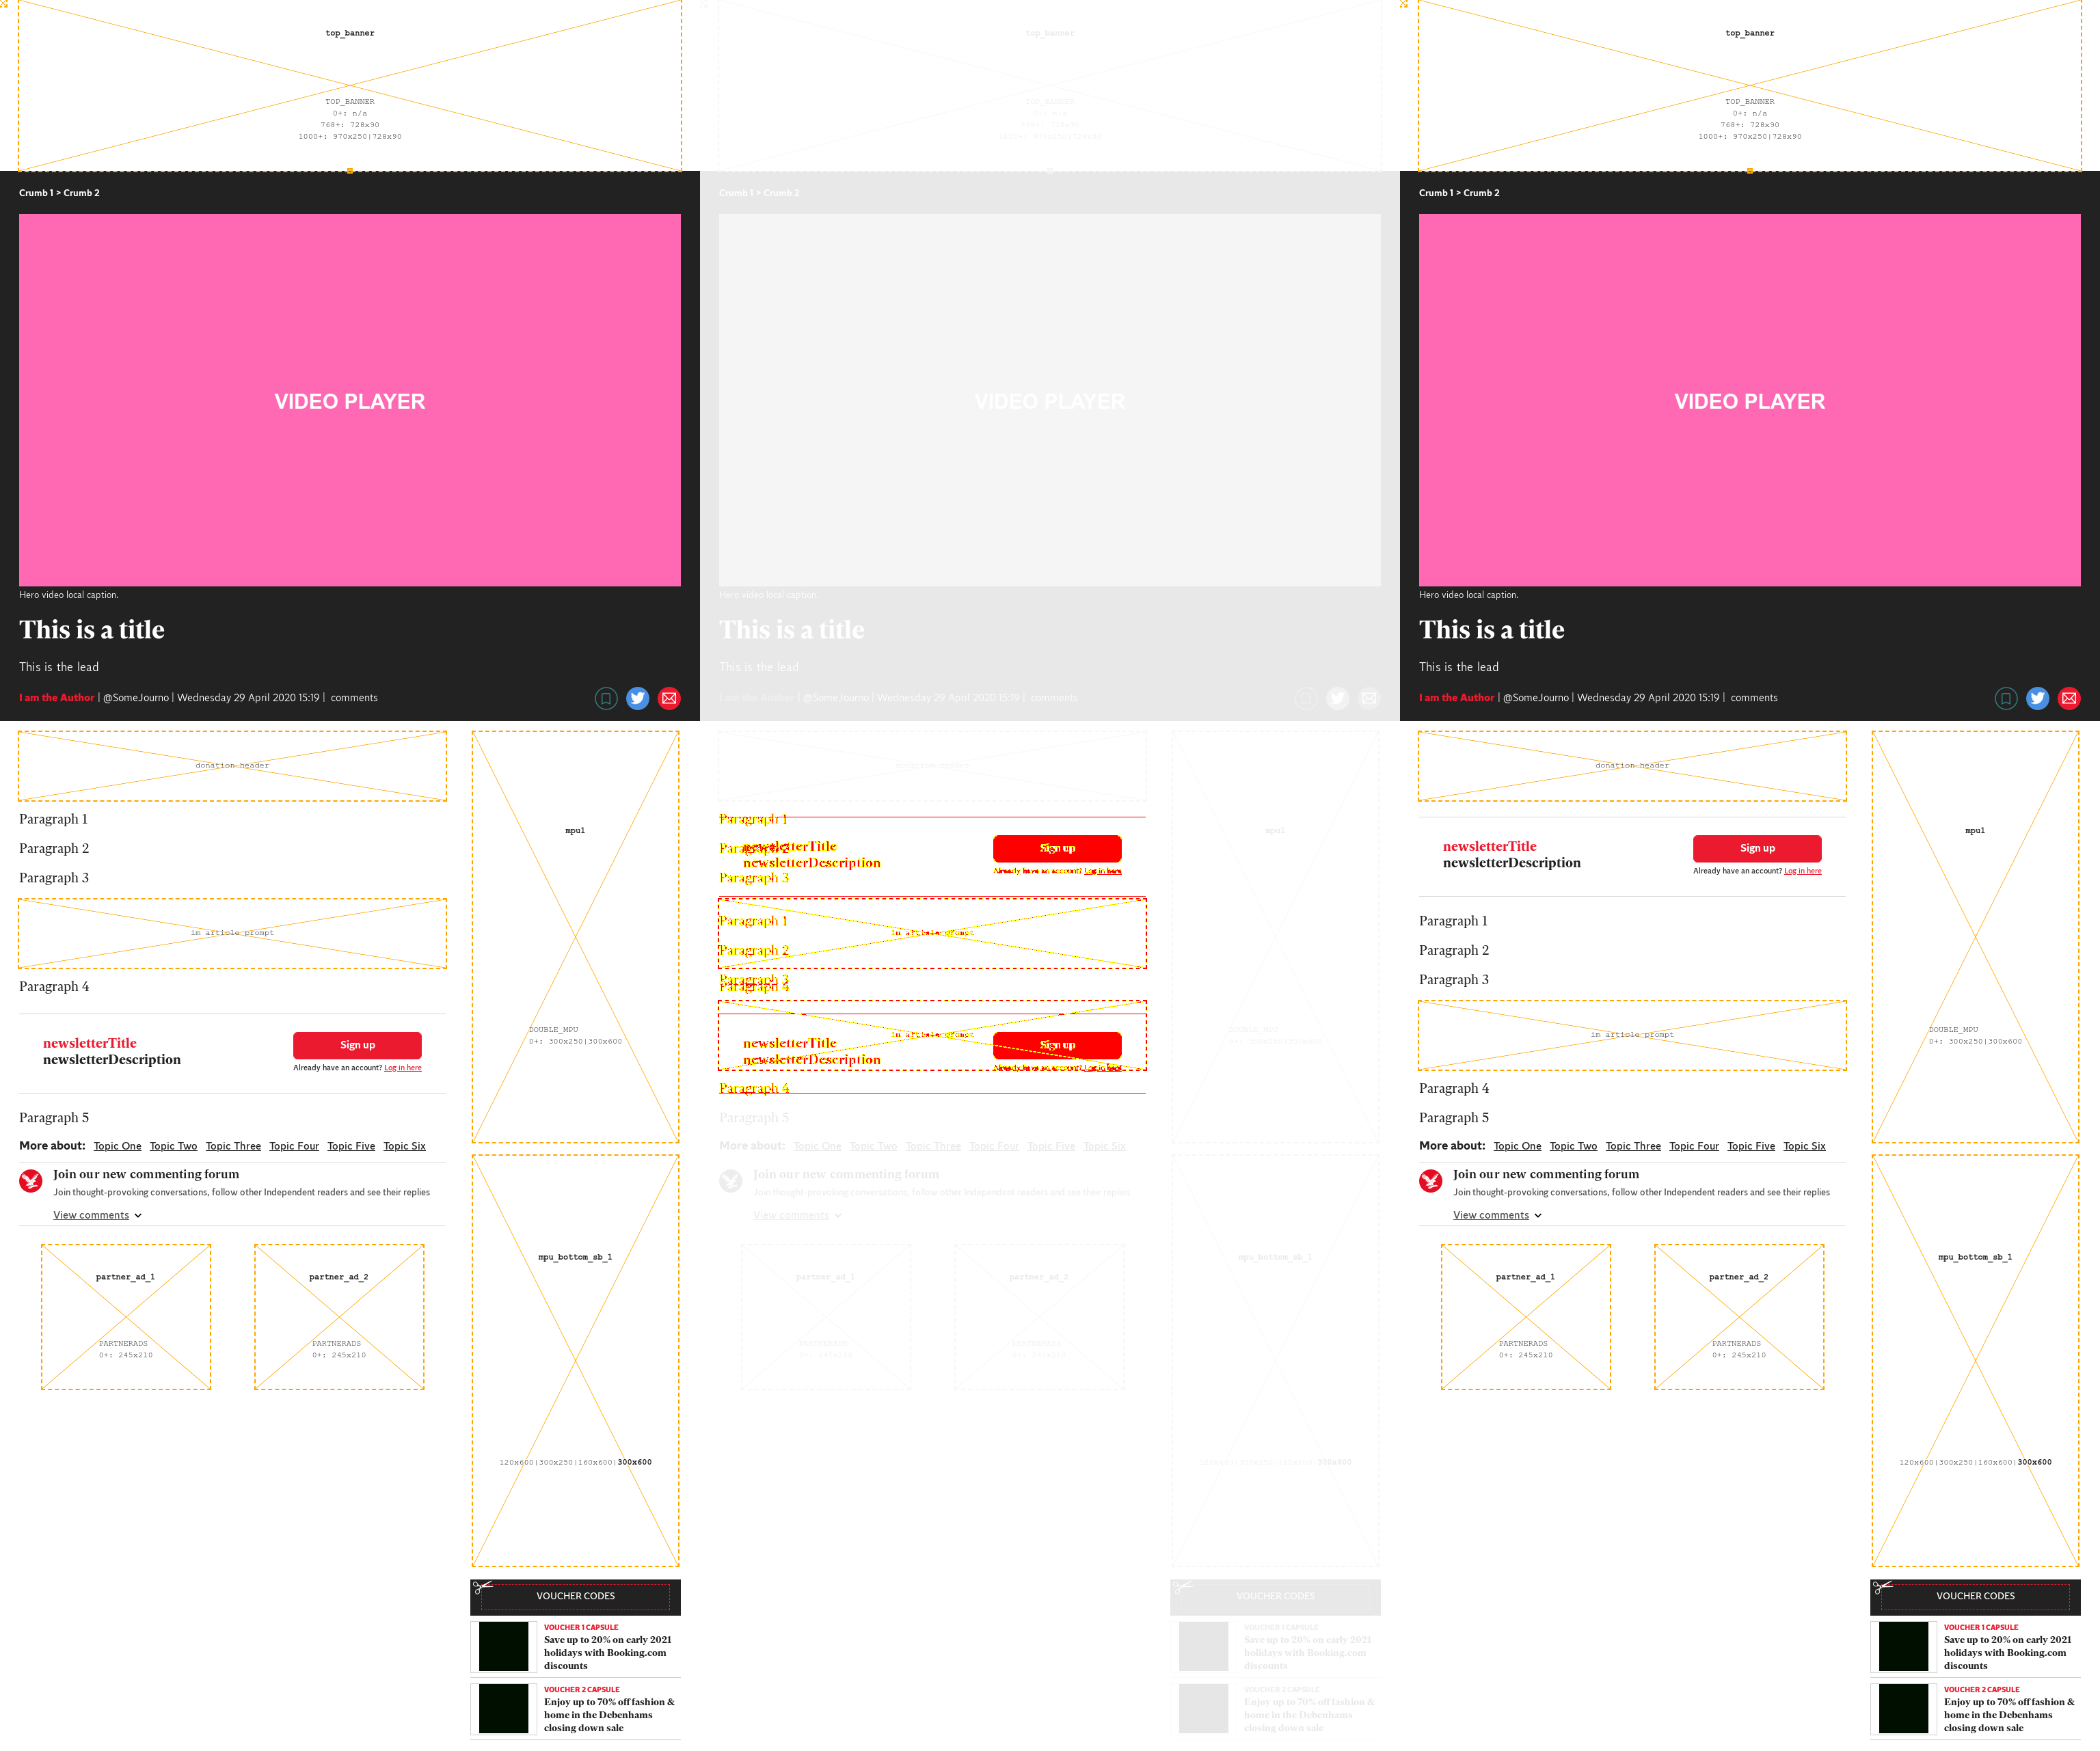 top_banner
TOP_BANNER
0+: n/a
768+: 728x90
1000+: 970x250|728x90
Crumb 1 > Crumb 2
VIDEO PLAYER
Hero video local caption.
This is a title
This is the lead
I am the Author | @SomeJourno | Wednesday 29 April 2020 15:19 | comments
donation-header
Paragraph 1
Paragraph 2
Paragraph 3
im article prompt
Paragraph 4
newsletterTitle
newsletterDescription
Sign up
Already have an account? Log in here
Paragraph 5
More about: Topic One Topic Two Topic Three Topic Four Topic Five Topic Six
Join our new commenting forum
Join thought-provoking conversations, follow other Independent readers and see their replies
View comments
partner_ad_1
PARTNERADS
0+: 245x210
partner_ad_2
PARTNERADS
0+: 245x210
mpu1
DOUBLE_MPU
0+: 300x250|300x600
mpu_bottom_sb_1
120x600|300x250|160x600|300x600
VOUCHER CODES
VOUCHER 1 CAPSULE
Save up to 20% on early 2021
holidays with Booking.com
discounts
VOUCHER 2 CAPSULE
Enjoy up to 70% off fashion &
home in the Debenhams
closing down sale
top_banner
TOP_BANNER
0+: n/a
768+: 728x90
1000+: 970x250|728x90
Crumb 1 > Crumb 2
VIDEO PLAYER
Hero video local caption.
This is a title
This is the lead
I am the Author | @SomeJourno | Wednesday 29 April 2020 15:19 | comments
Paragraph 1
Paragraph 2
newsletterTitle
newsletterDescription
Sign up
Already have an account? Log in here
Paragraph 3
Paragraph 1
im article prompt
Paragraph 2
Paragraph 3
Paragraph 4
im article prompt
newsletterTitle
newsletterDescription
Sign up
Already have an account? Log in here
Paragraph 4
Paragraph 5
More about: Topic One Topic Two Topic Three Topic Four Topic Five Topic Six
Join our new commenting forum
Join thought-provoking conversations, follow other Independent readers and see their replies
View comments
partner_ad_1
partner_ad_2
mpu1
DOUBLE_MPU
0+: 300x250|300x600
mpu_bottom_sb_1
120x600|300x250|160x600|300x600
VOUCHER CODES
VOUCHER 1 CAPSULE
Save up to 20% on early 2021
holidays with Booking.com
discounts
VOUCHER 2 CAPSULE
Enjoy up to 70% off fashion &
home in the Debenhams
closing down sale
top_banner
TOP_BANNER
0+: n/a
768+: 728x90
1000+: 970x250|728x90
Crumb 1 > Crumb 2
VIDEO PLAYER
Hero video local caption.
This is a title
This is the lead
I am the Author | @SomeJourno | Wednesday 29 April 2020 15:19 | comments
donation-header
newsletterTitle
newsletterDescription
Sign up
Already have an account? Log in here
Paragraph 1
Paragraph 2
Paragraph 3
im article prompt
Paragraph 4
Paragraph 5
More about: Topic One Topic Two Topic Three Topic Four Topic Five Topic Six
Join our new commenting forum
Join thought-provoking conversations, follow other Independent readers and see their replies
View comments
partner_ad_1
PARTNERADS
0+: 245x210
partner_ad_2
PARTNERADS
0+: 245x210
mpu1
DOUBLE_MPU
0+: 300x250|300x600
mpu_bottom_sb_1
120x600|300x250|160x600|300x600
VOUCHER CODES
VOUCHER 1 CAPSULE
Save up to 20% on early 2021
holidays with Booking.com
discounts
VOUCHER 2 CAPSULE
Enjoy up to 70% off fashion &
home in the Debenhams
closing down sale